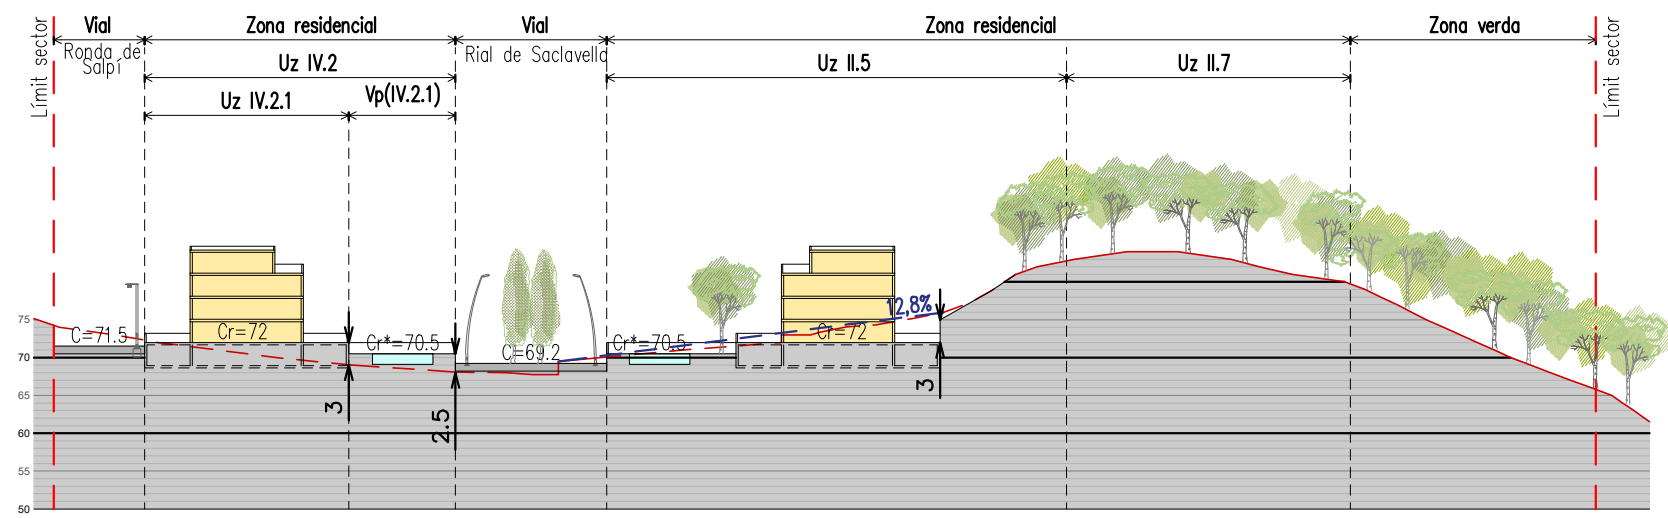 Límit sector
Vial
Zona residencial
Vial
Zona residencial
Zona verda
Límit sector
Ronda de
Salpí
Rial de Saclavella
Uz IV.2
Uz II.5
Uz II.7
Uz IV.2.1
Vp(IV.2.1)
12,8%
75
C=71.5
Cr=72
Cr*=70.5
C=69.2
Cr*=70.5
Cr=72
70
3
3
65
2.5
60
55
50